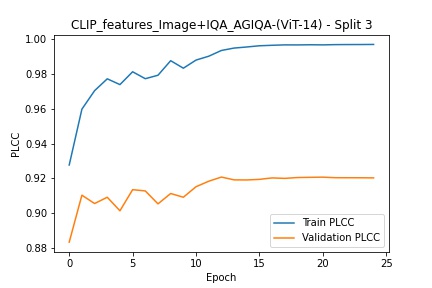 CLIP_features_Image+IQA_AGIQA-(ViT-14) - Split 3
1.00
0.98
0.96
0.94
0.92
0.90
0.88
PLCC
Train PLCC
Validation PLCC
0 5 10 15 20 25
Epoch